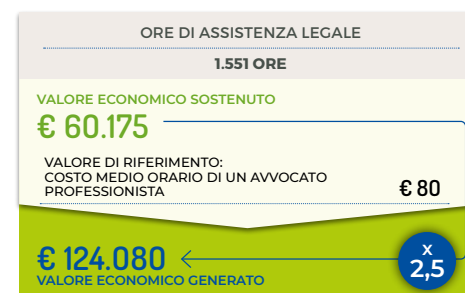 ORE DI ASSISTENZA LEGALE
1.551 ORE
VALORE ECONOMICO SOSTENUTO
€ 60.175
VALORE DI RIFERIMENTO:
COSTO MEDIO ORARIO DI UN AVVOCATO
PROFESSIONISTA
€ 80
€ 124.080
VALORE ECONOMICO GENERATO
x
2,5